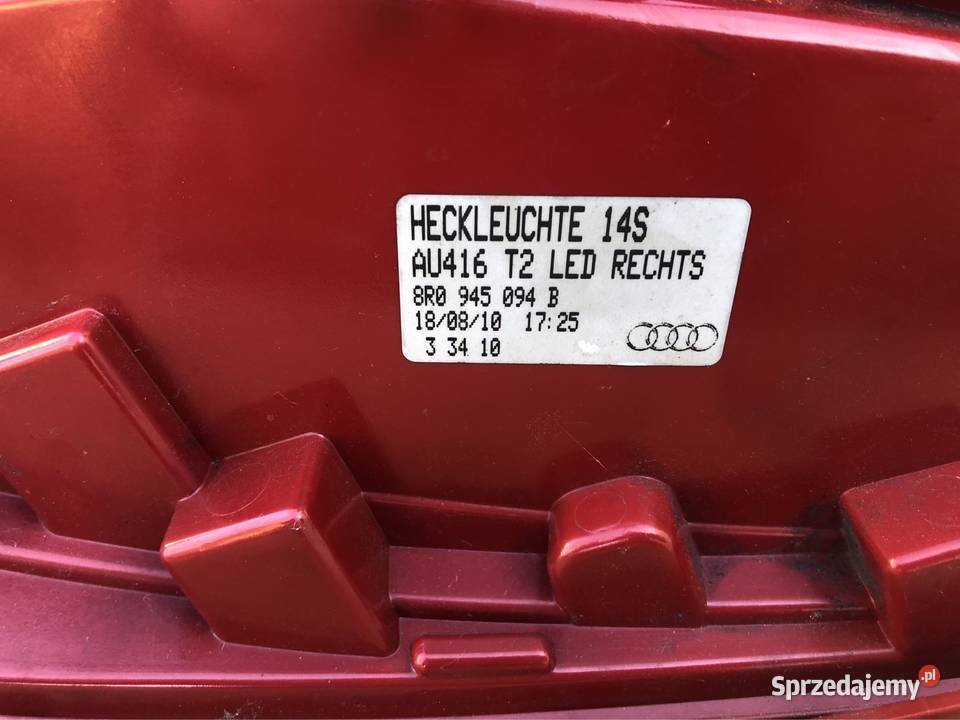 HECKLEUCHTE 14S
AU416 T2 LED RECHTS
8R0 945 094 B
18/08/10 17:25
3 34 10
Sprzedajemy.pl